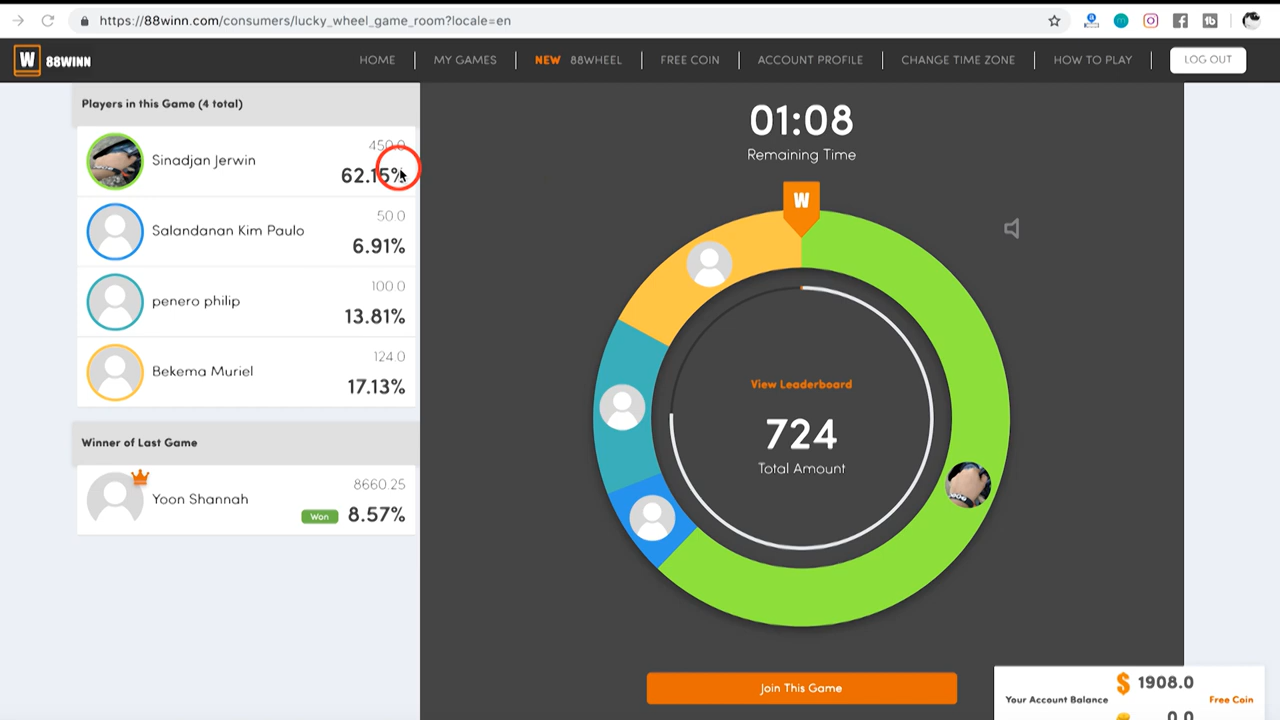 https://88winn.com/consumers/lucky_wheel_game_room?locale=en
W 88WINN HOME MY GAMES NEW 88WHEEL FREE COIN ACCOUNT PROFILE CHANGE TIME ZONE HOW TO PLAY LOG OUT
Players in this Game (4 total)
450.0
Sinadjan Jerwin
62.15%
50.0
Salandanan Kim Paulo
6.91%
100.0
penero philip
13.81%
124.0
Bekema Muriel
17.13%
Winner of Last Game
8660.25
Yoon Shannah
Won 8.57%
01:08
Remaining Time
W
View Leaderboard
724
Total Amount
Join This Game
$ 1908.0
Your Account Balance Free Coin
0.0